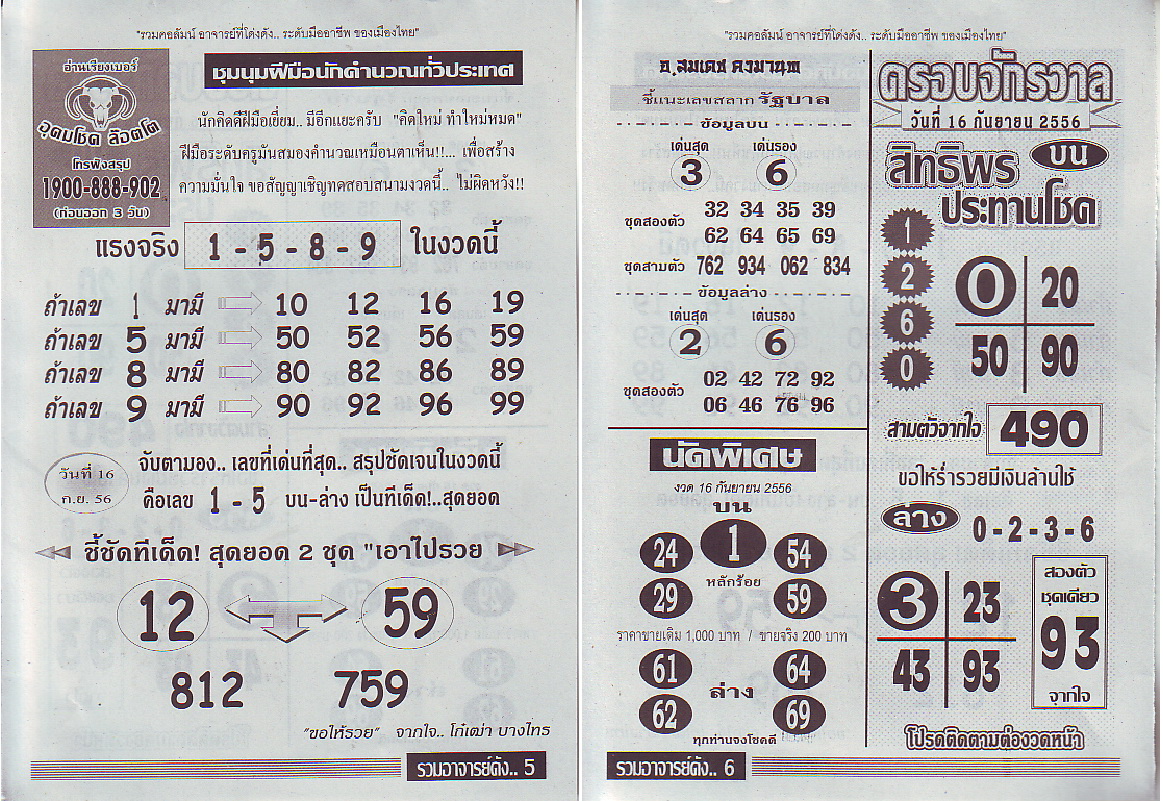 "รวมคอลัมน์ อาจารย์ที่โด่งดัง.. ระดับมืออาชีพ ของเมืองไทย"
อ่านเรียงเบอร์
อุดมโชค ล๊อตโต
โทรฟังสรุป
1900-888-902
(ก่อนออก 3 วัน)
ชุมนุมฝีมือนักคำนวณทั่วประเทศ
นักคิดดีฝีมือเยี่ยม.. มีอีกแยะครับ "คิดใหม่ ทำใหม่หมด"
ฝีมือระดับครูมันสมองคำนวณเหมือนตาเห็น!!... เพื่อสร้าง
ความมั่นใจ ขอสัญญาเชิญทดสอบสนามงวดนี้.. ไม่ผิดหวัง!!
แรงจริง 1 - 5 - 8 - 9 ในงวดนี้
ถ้าเลข 1 มามี 10 12 16 19
ถ้าเลข 5 มามี 50 52 56 59
ถ้าเลข 8 มามี 80 82 86 89
ถ้าเลข 9 มามี 90 92 96 99
วันที่ 16
ก.ย. 56
จับตามอง.. เลขที่เด่นที่สุด.. สรุปชัดเจนในงวดนี้
คือเลข 1 - 5 บน-ล่าง เป็นทีเด็ด!..สุดยอด
ชี้ชัดทีเด็ด! สุดยอด 2 ชุด "เอาไปรวย
12 59
812 759
"ขอให้รวย" จากใจ.. โก๋เฒ่า บางไทร
รวมอาจารย์ดัง.. 5
"รวมคอลัมน์ อาจารย์ที่โด่งดัง.. ระดับมืออาชีพ ของเมืองไทย"
อ.สมเดช คงมานพ
ชี้แนะเลขสลาก รัฐบาล
ข้อมูลบน
เด่นสุด เด่นรอง
3 6
ชุดสองตัว 32 34 35 39
62 64 65 69
ชุดสามตัว 762 934 062 834
ข้อมูลล่าง
เด่นสุด เด่นรอง
2 6
ชุดสองตัว 02 42 72 92
06 46 76 96
นัดพิเศษ
งวด 16 กันยายน 2556
บน
24 1 54
หลักร้อย
29 59
ราคาขายเดิม 1,000 บาท / ขายจริง 200 บาท
61 64
ล่าง
62 69
ทุกท่านจงโชคดี
ครอบจักรวาล
วันที่ 16 กันยายน 2556
สิทธิพร บน
ประทานโชค
1
2
6
0
0 20
50 90
สามตัวจากใจ 490
ขอให้ร่ำรวยมีเงินล้านใช้
ล่าง 0 - 2 - 3 - 6
3 23
43 93
สองตัว
ชุดเดียว
93
จากใจ
โปรดติดตามต่องวดหน้า
รวมอาจารย์ดัง.. 6